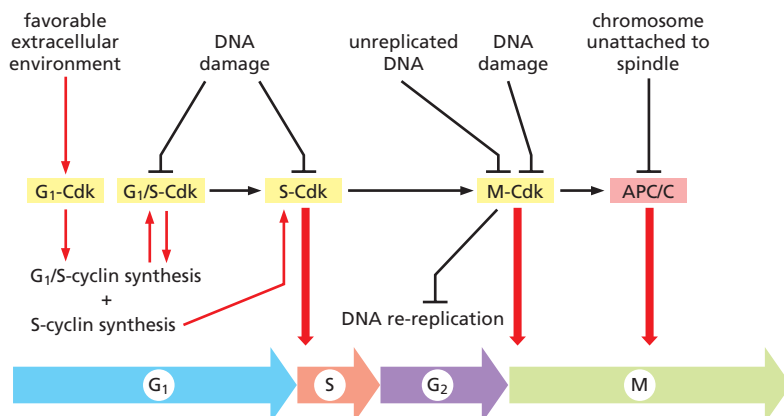 favorable
extracellular
environment
DNA
damage
unreplicated
DNA
DNA
damage
chromosome
unattached to
spindle
G₁-Cdk
G₁/S-Cdk
S-Cdk
M-Cdk
APC/C
G₁/S-cyclin synthesis
+
S-cyclin synthesis
DNA re-replication
G₁
S
G₂
M